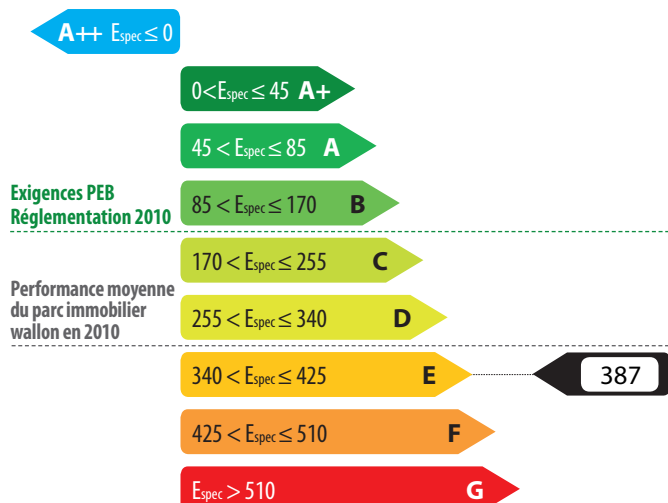 A++ Espec ≤ 0
0 < Espec ≤ 45 A+
45 < Espec ≤ 85 A
Exigences PEB
Réglementation 2010
85 < Espec ≤ 170 B
170 < Espec ≤ 255 C
Performance moyenne
du parc immobilier
wallon en 2010
255 < Espec ≤ 340 D
340 < Espec ≤ 425 E
387
425 < Espec ≤ 510 F
Espec > 510 G